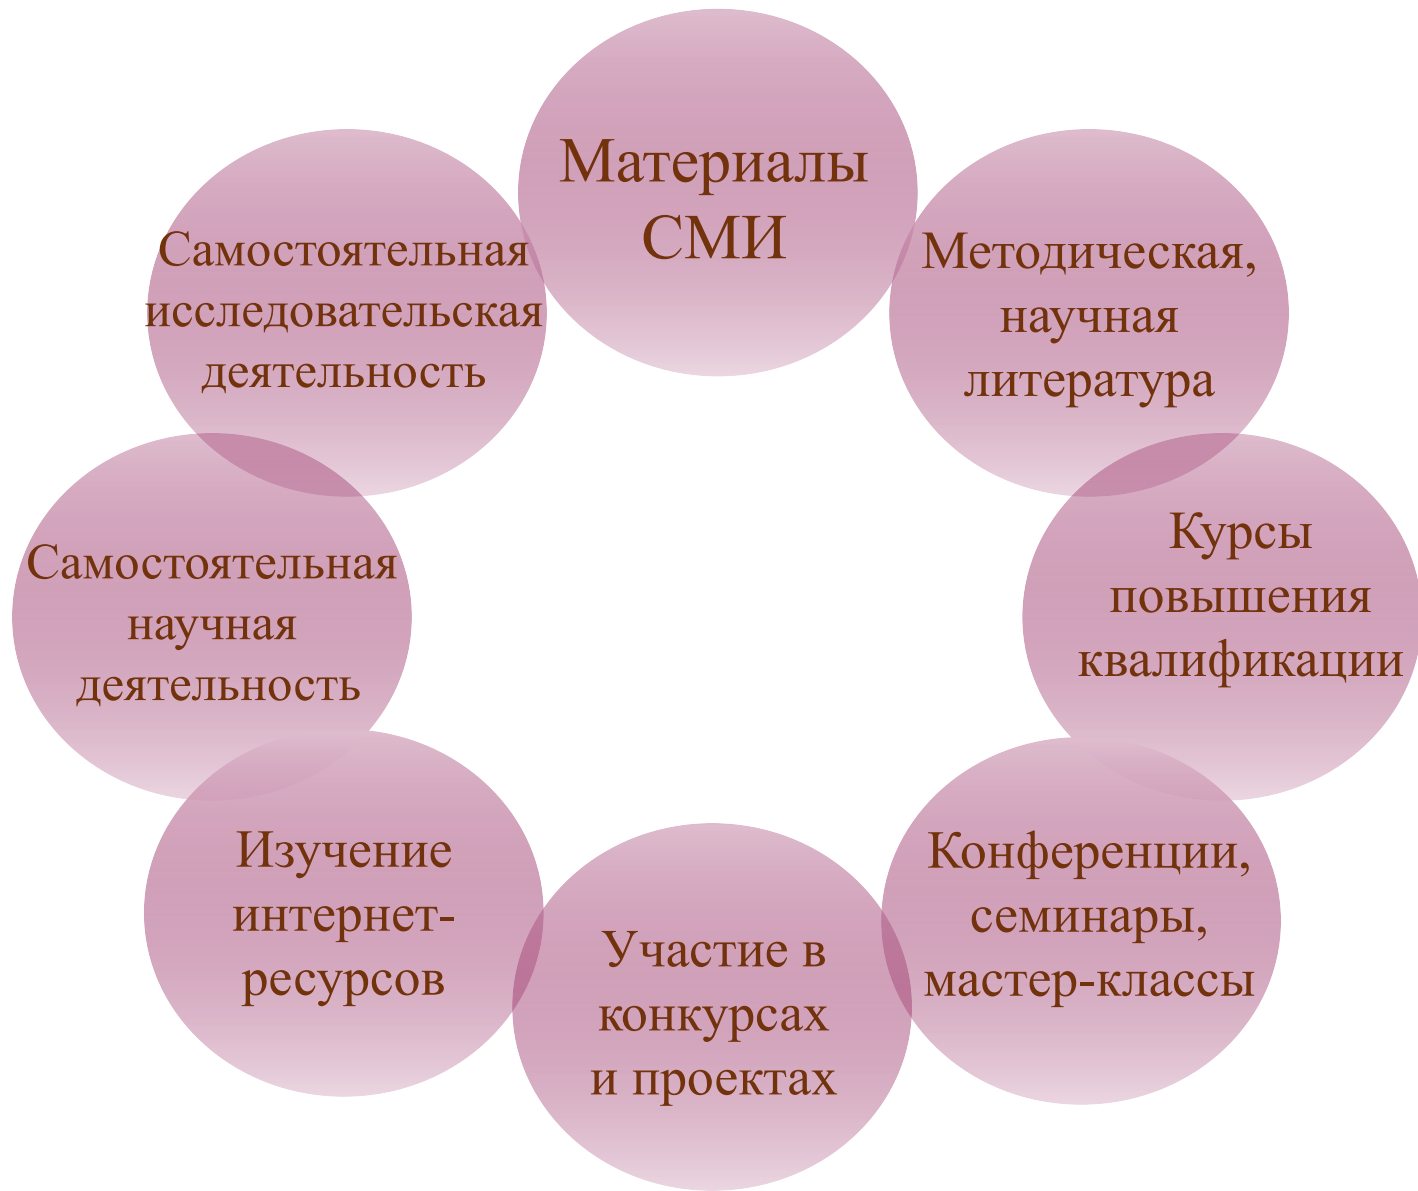 Материалы
СМИ
Методическая,
научная
литература
Курсы
повышения
квалификации
Конференции,
семинары,
мастер-классы
Участие в
конкурсах
и проектах
Изучение
интернет-
ресурсов
Самостоятельная
научная
деятельность
Самостоятельная
исследовательская
деятельность